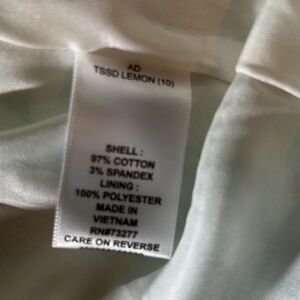 AD
TSSD LEMON (10)
SHELL :
97% COTTON
3% SPANDEX
LINING :
100% POLYESTER
MADE IN
VIETNAM
RN#73277
CARE ON REVERSE